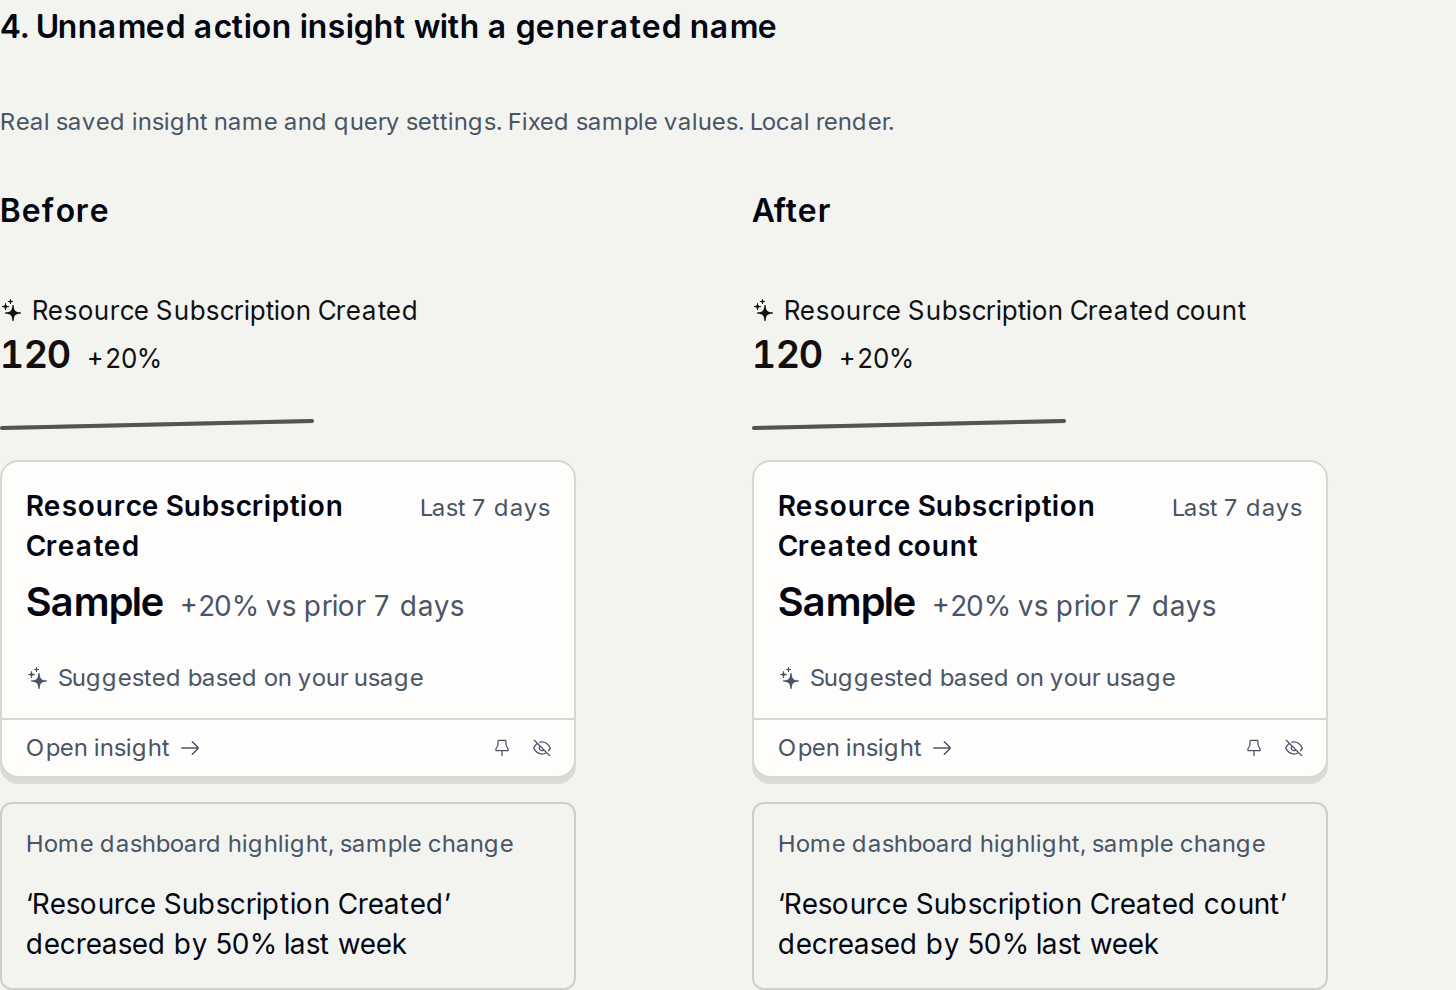 4. Unnamed action insight with a generated name
Real saved insight name and query settings. Fixed sample values. Local render.
Before
Resource Subscription Created
120 +20%
Resource Subscription Last 7 days
Created
Sample +20% vs prior 7 days
Suggested based on your usage
Open insight →
Home dashboard highlight, sample change
‘Resource Subscription Created’
decreased by 50% last week
After
Resource Subscription Created count
120 +20%
Resource Subscription Last 7 days
Created count
Sample +20% vs prior 7 days
Suggested based on your usage
Open insight →
Home dashboard highlight, sample change
‘Resource Subscription Created count’
decreased by 50% last week